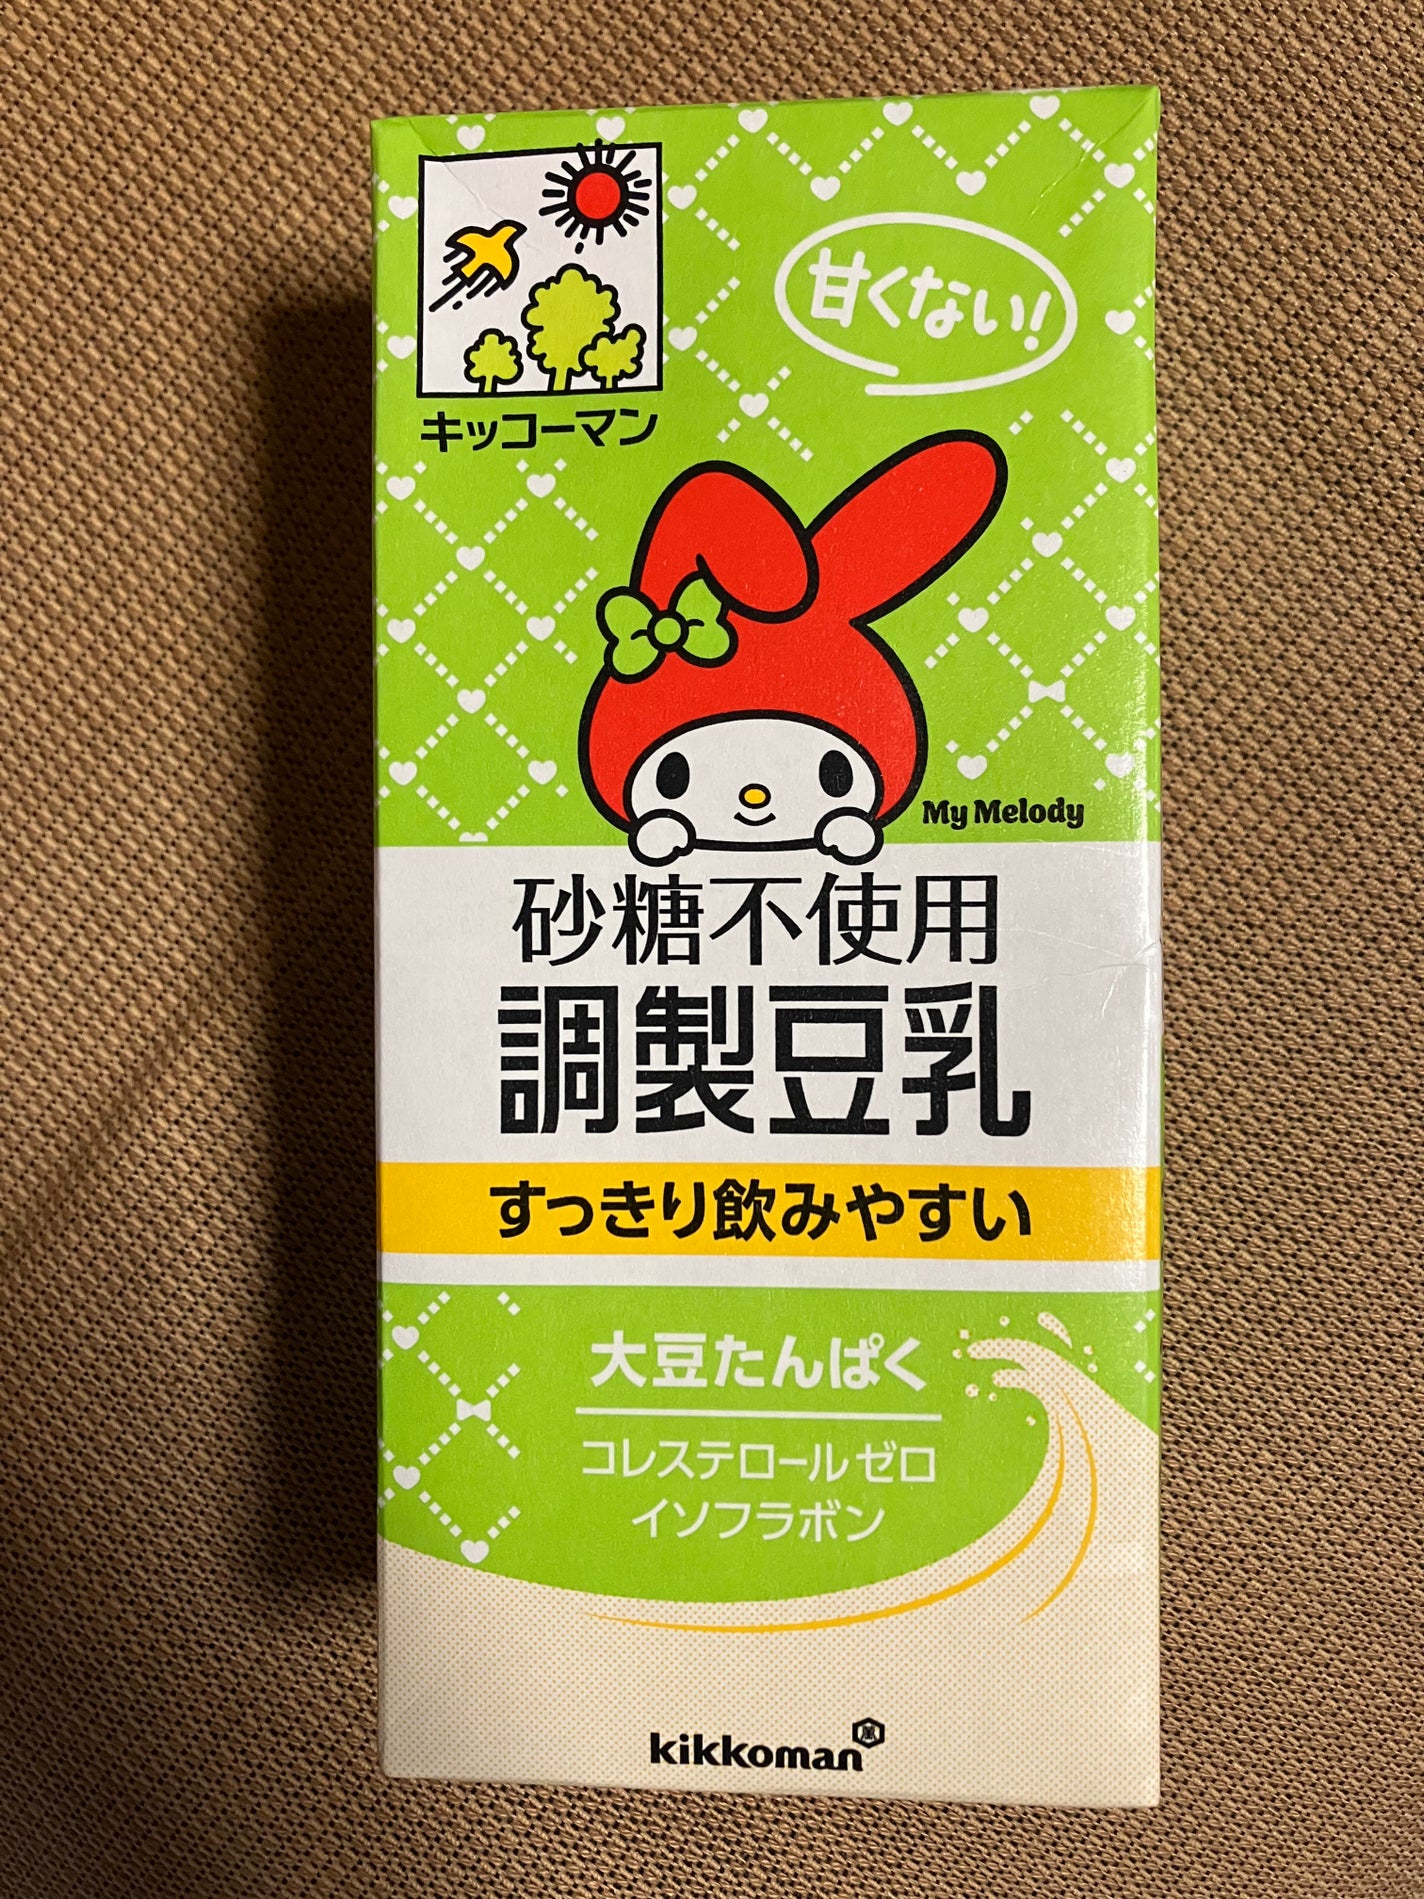 キッコーマン
甘くない!
My Melody
砂糖不使用
調製豆乳
すっきり飲みやすい
大豆たんぱく
コレステロール ゼロ
イソフラボン
kikkoman